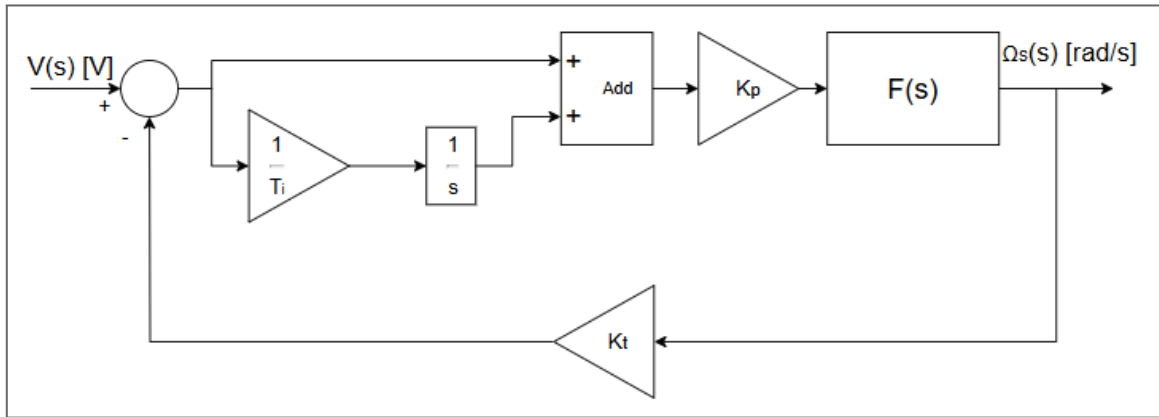 V(s) [V]
+
-
1
Ti
1
s
+
+
Add
Kp
F(s)
Ωs(s) [rad/s]
Kt